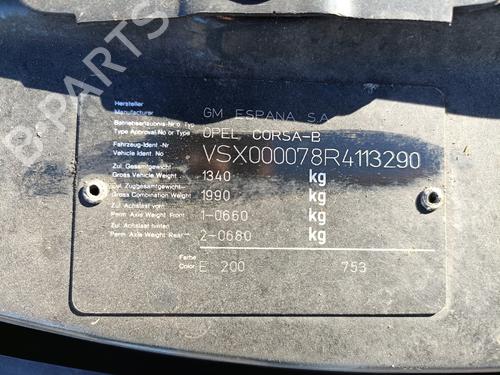 B-PARTS
Hersteller
Manufacturer
GM ESPANA S.A.
Betriebserlaubnis-Nr o Typ
Type Approval No or Type
OPEL CORSA-B
Fahrzeug-Ident -Nr
Vehicle Ident. No
VSX000078R4113290
Zul. Gesamtgewicht
Gross Vehicle Weight
1340 kg
Zul Zuggesamtgewicht
Gross Combination Weight
1990 kg
Zul. Achslast vorn
Perm Axle Weight Front
1-0660 kg
Zul. Achslast hinten
Perm Axle Weight Rear
2-0680 kg
Farbe
Color
E 200 753